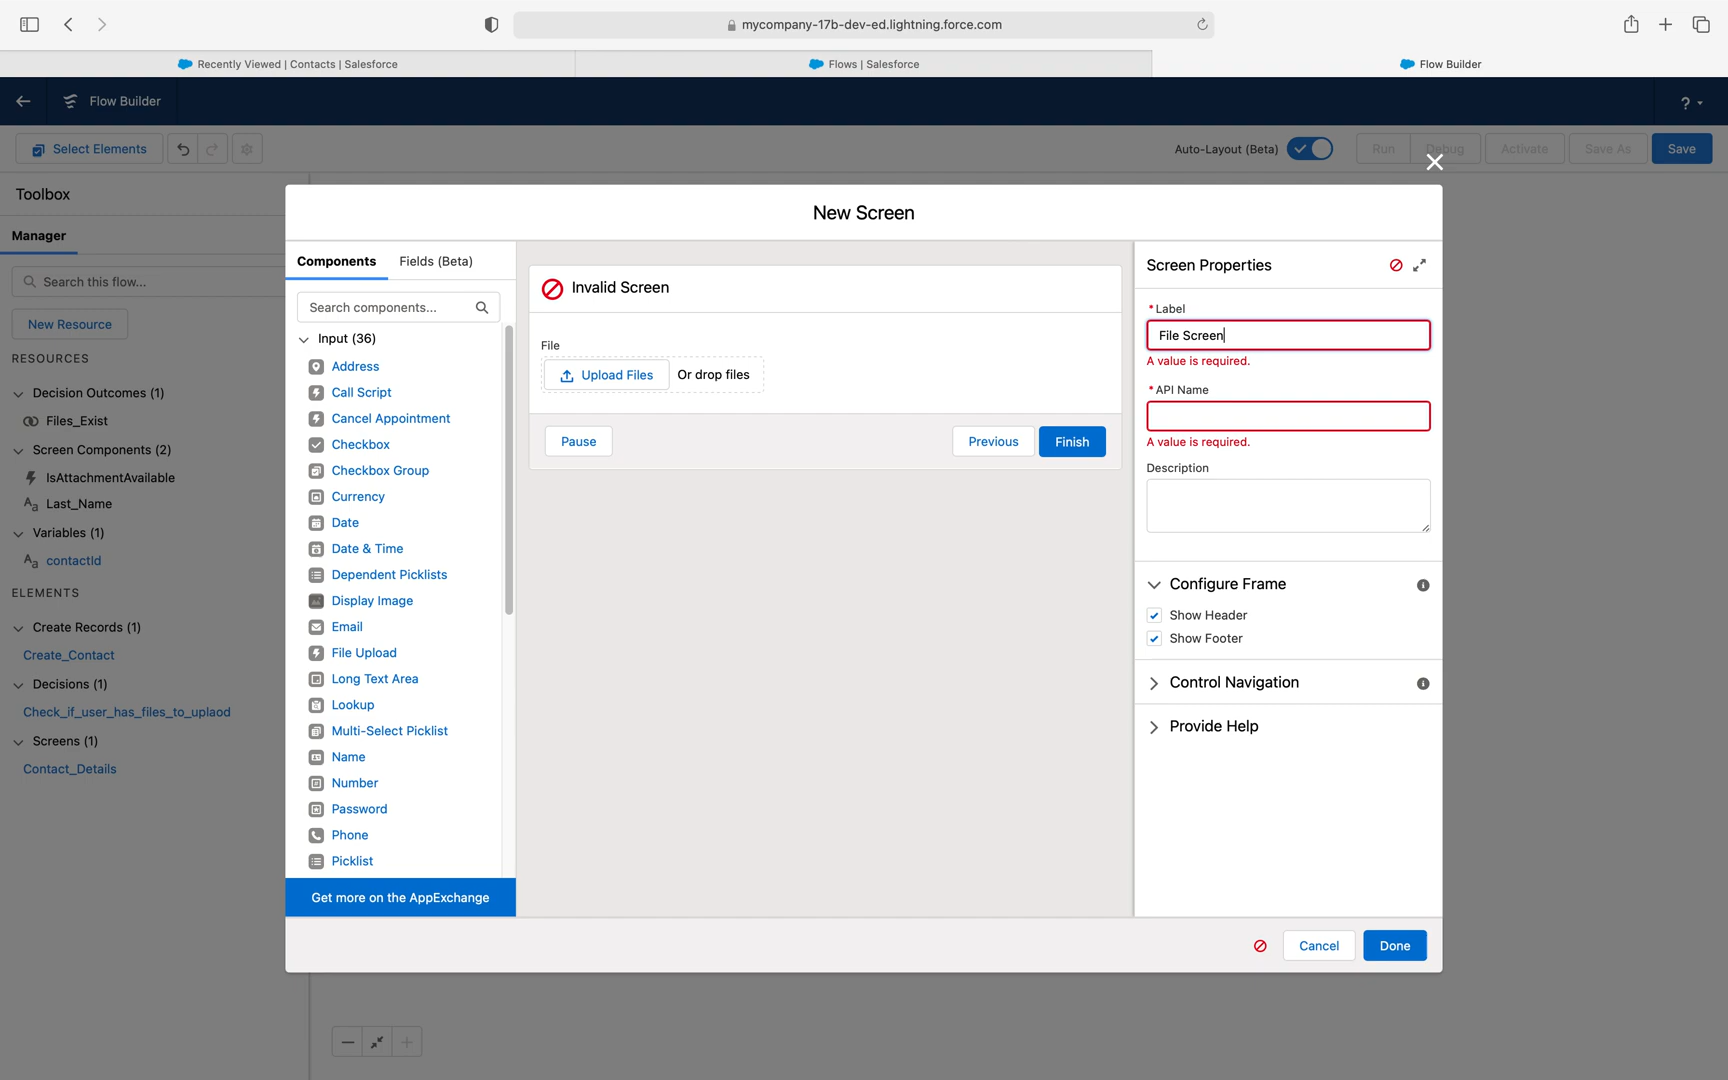 mycompany-17b-dev-ed.lightning.force.com
Recently Viewed | Contacts | Salesforce
Flows | Salesforce
Flow Builder
Flow Builder
?
Select Elements
Auto-Layout (Beta)
Run
Debug
Activate
Save As
Save
Toolbox
Manager
Search this flow...
New Resource
RESOURCES
Decision Outcomes (1)
Files_Exist
Screen Components (2)
IsAttachmentAvailable
Aa Last_Name
Variables (1)
Aa contactId
ELEMENTS
Create Records (1)
Create_Contact
Decisions (1)
Check_if_user_has_files_to_uplaod
Screens (1)
Contact_Details
New Screen
Components
Fields (Beta)
Search components...
Input (36)
Address
Call Script
Cancel Appointment
Checkbox
Checkbox Group
Currency
Date
Date & Time
Dependent Picklists
Display Image
Email
File Upload
Long Text Area
Lookup
Multi-Select Picklist
Name
Number
Password
Phone
Picklist
Get more on the AppExchange
Invalid Screen
File
Upload Files
Or drop files
Pause
Previous
Finish
Screen Properties
* Label
File Screen
A value is required.
* API Name
A value is required.
Description
Configure Frame
Show Header
Show Footer
Control Navigation
Provide Help
Cancel
Done